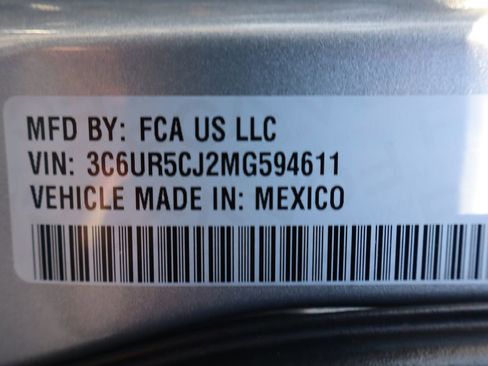 MFD BY: FCA US LLC
VIN: 3C6UR5CJ2MG594611
VEHICLE MADE IN: MEXICO